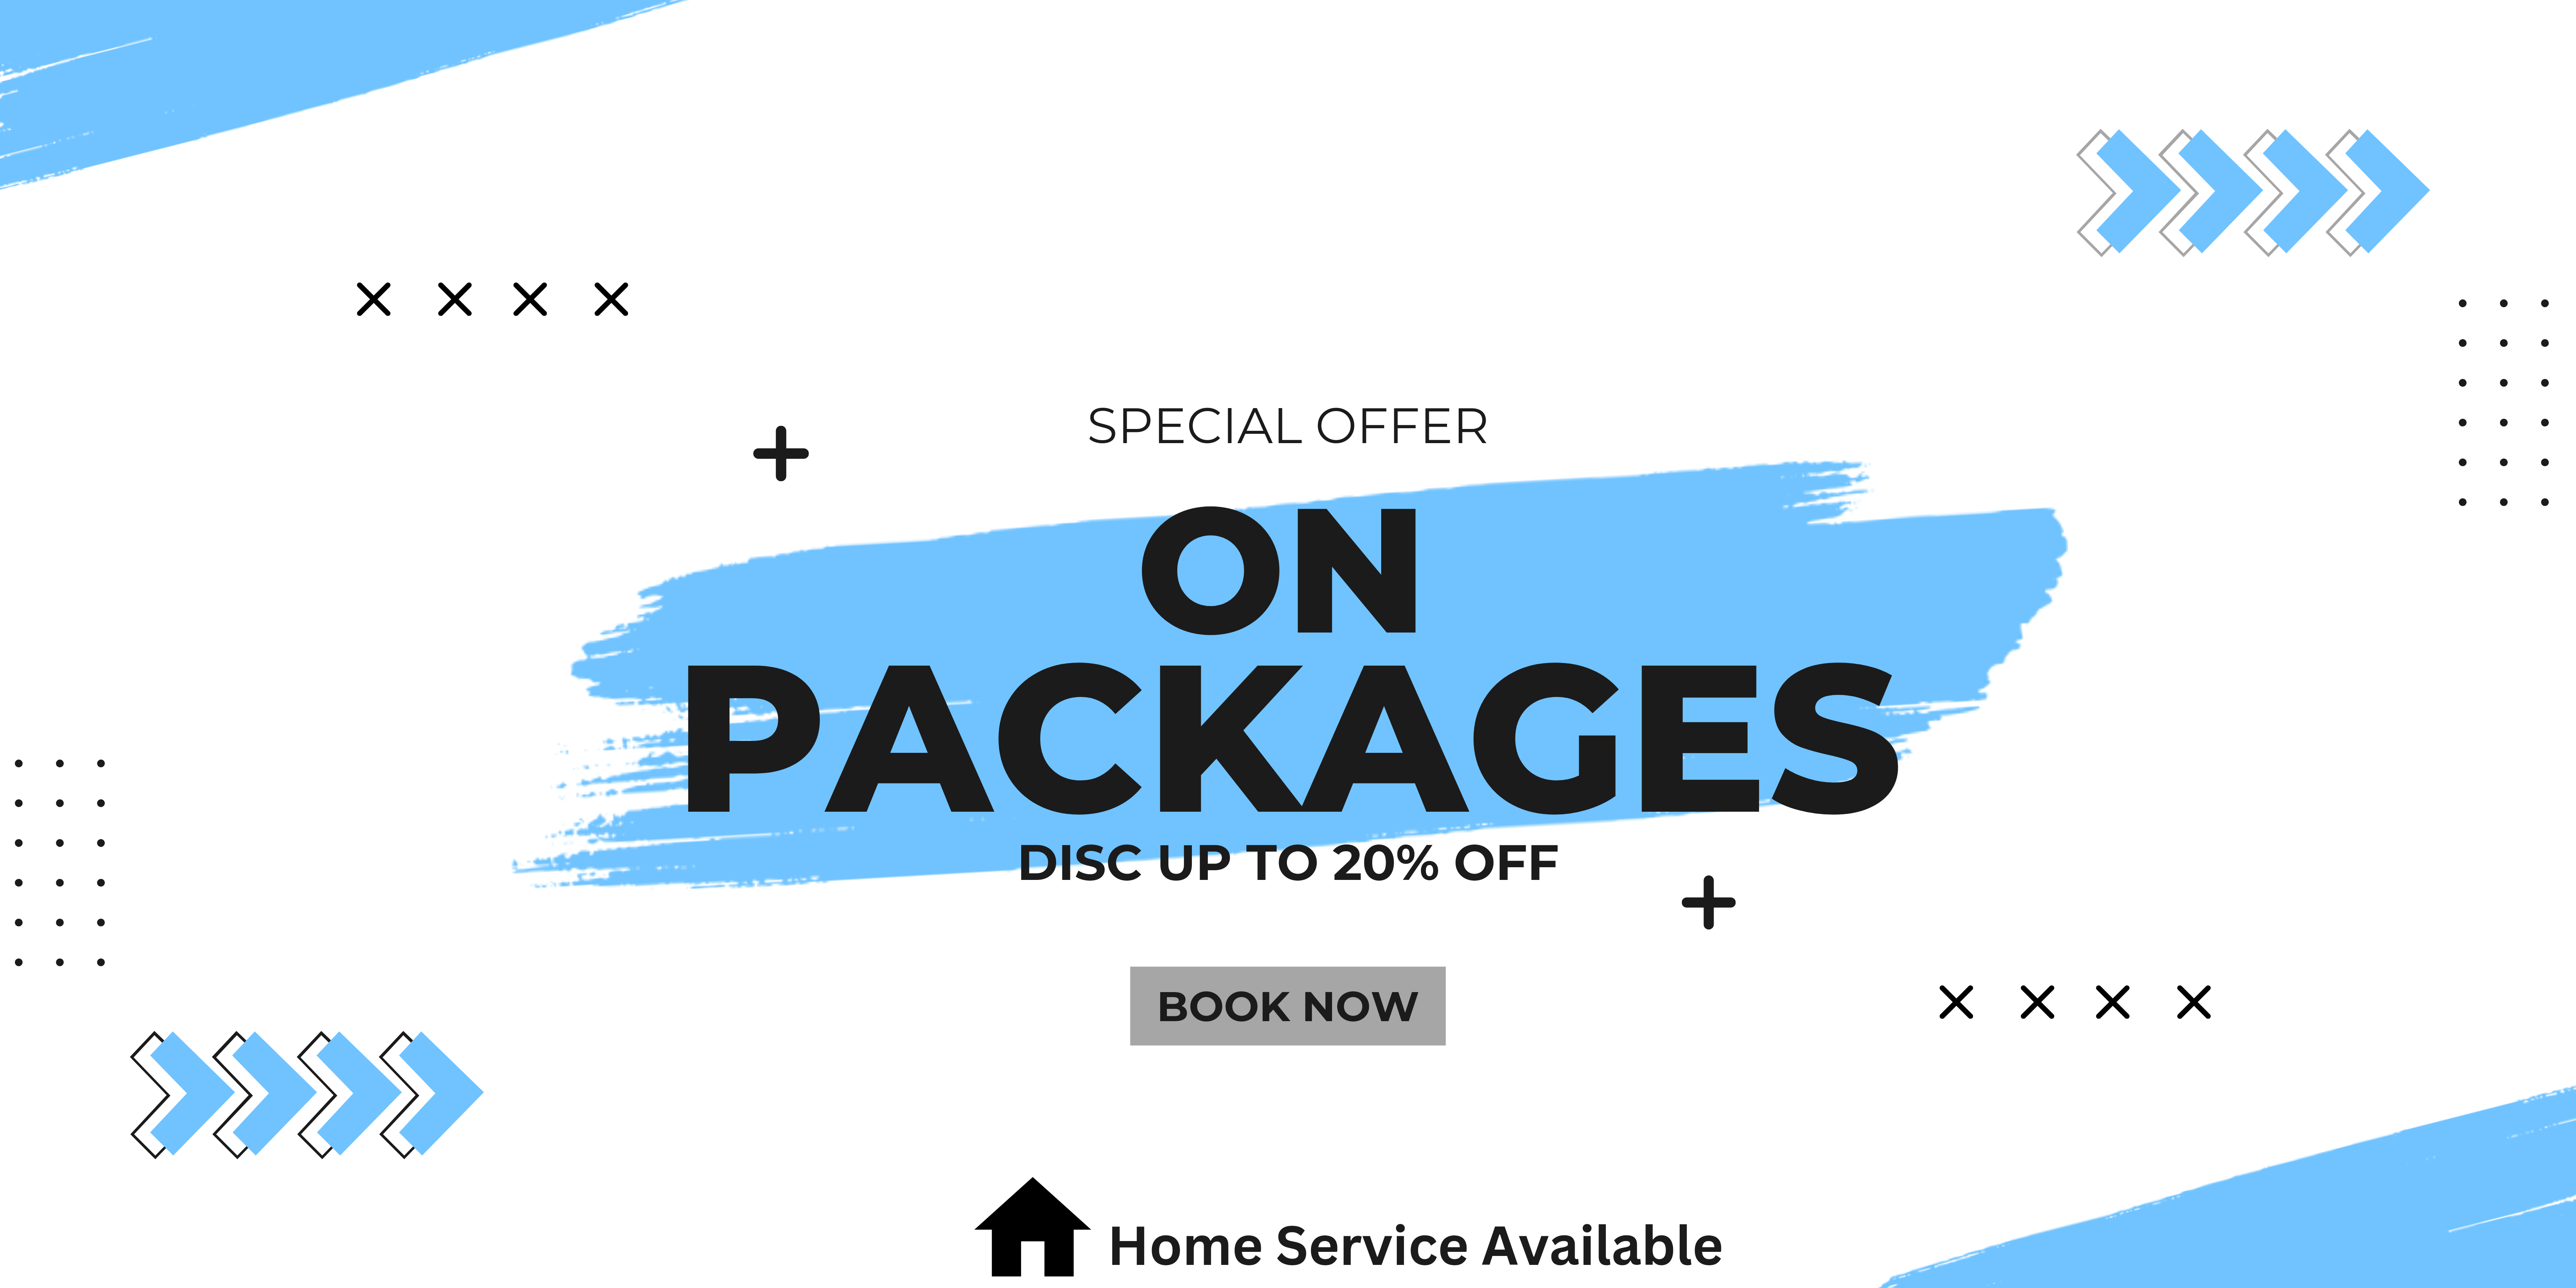 SPECIAL OFFER
ON
PACKAGES
DISC UP TO 20% OFF
BOOK NOW
Home Service Available